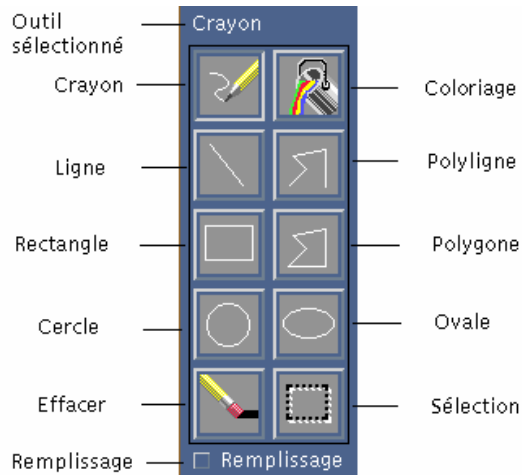 Outil
sélectionné
Crayon
Crayon
Coloriage
Ligne
Polyligne
Rectangle
Polygone
Cercle
Ovale
Effacer
Sélection
Remplissage
Remplissage